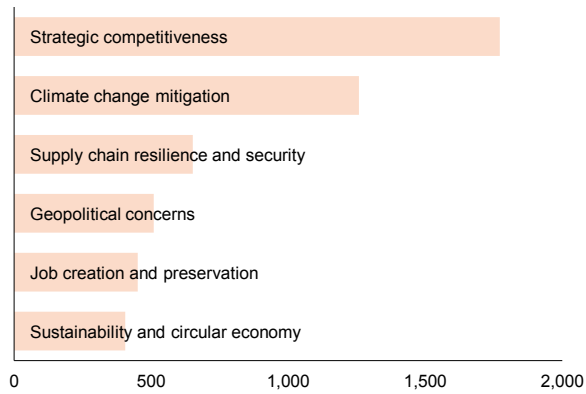 Strategic competitiveness
Climate change mitigation
Supply chain resilience and security
Geopolitical concerns
Job creation and preservation
Sustainability and circular economy
0 500 1,000 1,500 2,000